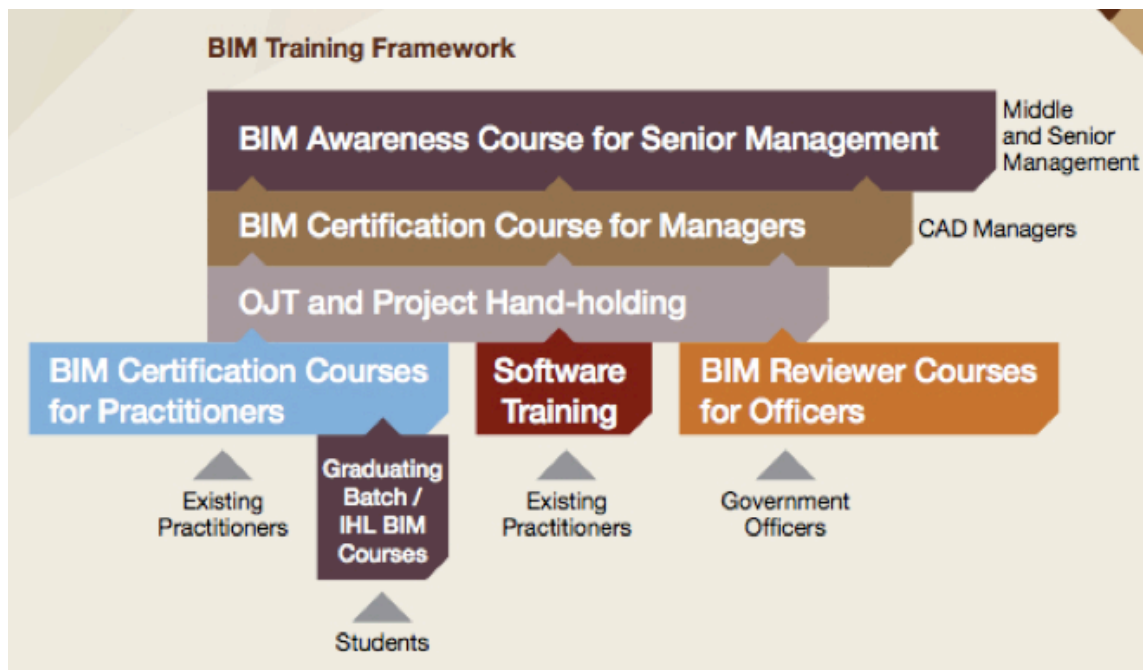 BIM Training Framework
BIM Awareness Course for Senior Management
Middle
and Senior
Management
BIM Certification Course for Managers
CAD Managers
OJT and Project Hand-holding
BIM Certification Courses
for Practitioners
Software
Training
BIM Reviewer Courses
for Officers
Graduating
Batch /
IHL BIM
Courses
Existing
Practitioners
Existing
Practitioners
Government
Officers
Students